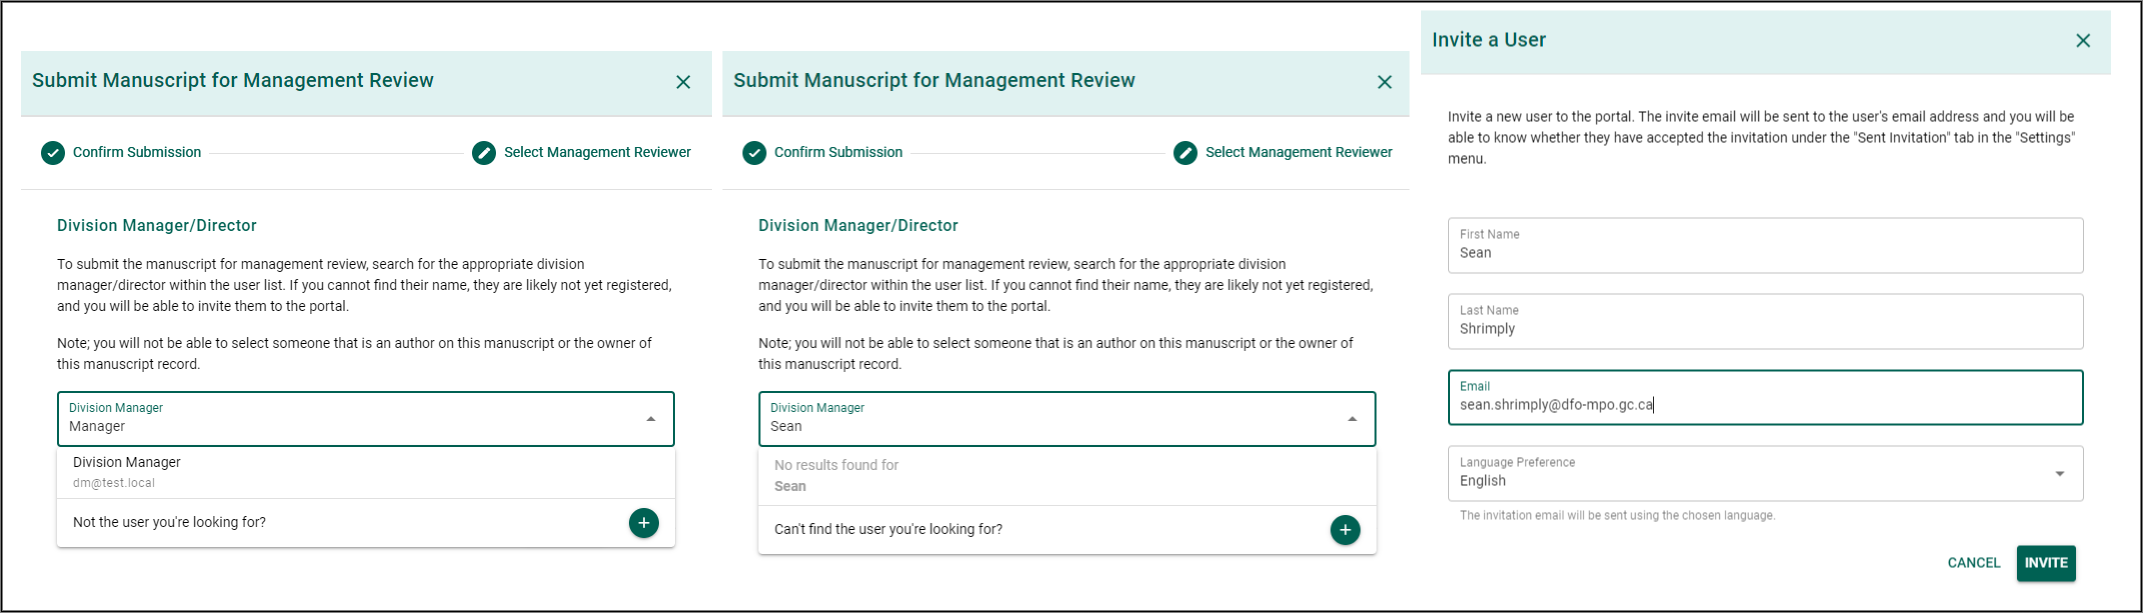 Submit Manuscript for Management Review
Confirm Submission
Select Management Reviewer
Division Manager/Director
To submit the manuscript for management review, search for the appropriate division
manager/director within the user list. If you cannot find their name, they are likely not yet registered,
and you will be able to invite them to the portal.
Note; you will not be able to select someone that is an author on this manuscript or the owner of
this manuscript record.
Division Manager
Manager
Division Manager
dm@test.local
Not the user you're looking for?
Submit Manuscript for Management Review
Confirm Submission
Select Management Reviewer
Division Manager/Director
To submit the manuscript for management review, search for the appropriate division
manager/director within the user list. If you cannot find their name, they are likely not yet registered,
and you will be able to invite them to the portal.
Note; you will not be able to select someone that is an author on this manuscript or the owner of
this manuscript record.
Division Manager
Sean
No results found for
Sean
Can't find the user you're looking for?
Invite a User
Invite a new user to the portal. The invite email will be sent to the user's email address and you will be
able to know whether they have accepted the invitation under the "Sent Invitation" tab in the "Settings"
menu.
First Name
Sean
Last Name
Shrimply
Email
sean.shrimply@dfo-mpo.gc.ca
Language Preference
English
The invitation email will be sent using the chosen language.
CANCEL
INVITE